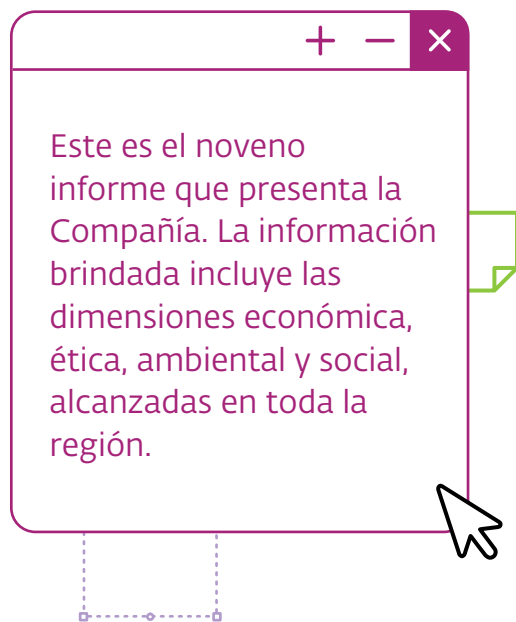 Este es el noveno
informe que presenta la
Compañía. La información
brindada incluye las
dimensiones económica,
ética, ambiental y social,
alcanzadas en toda la
región.